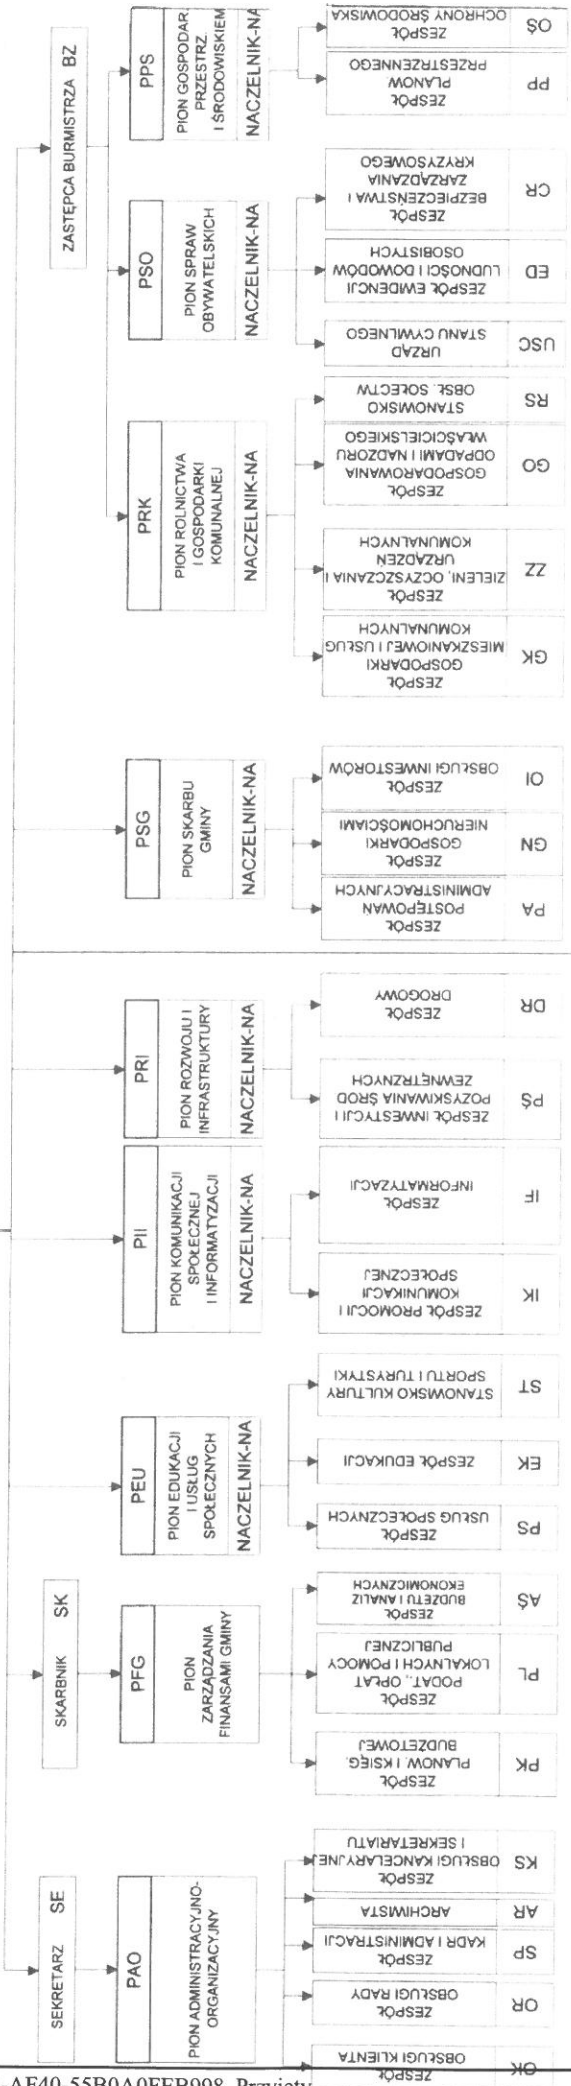 SEKRETARZ SE
SKARBNIK SK
ZASTĘPCA BURMISTRZA BZ
PAO
PION ADMINISTRACYJNO-
ORGANIZACYJNY
PFG
PION
ZARZĄDZANIA
FINANSAMI GMINY
PEU
PION EDUKACJI
I USŁUG
SPOŁECZNYCH
NACZELNIK-NA
PII
PION KOMUNIKACJI
SPOŁECZNEJ
I INFORMATYZACJI
NACZELNIK-NA
PRI
PION ROZWOJU I
INFRASTRUKTURY
NACZELNIK-NA
PSG
PION SKARBU
GMINY
NACZELNIK-NA
PRK
PION ROLNICTWA
I GOSPODARKI
KOMUNALNEJ
NACZELNIK-NA
PSO
PION SPRAW
OBYWATELSKICH
NACZELNIK-NA
PPS
PION GOSPODAR.
PRZESTRZ.
I ŚRODOWISKIEM
NACZELNIK-NA
ZESPÓŁ
OBSŁUGI KLIENTA
OK
ZESPÓŁ
OBSŁUGI RADY
OR
ZESPÓŁ
KADR I ADMINISTRACJI
SP
ARCHIWISTA
AR
ZESPÓŁ
OBSŁUGI KANCELARYJNEJ
I SEKRETARIATU
KS
ZESPÓŁ
PLANOW. I KSIĘG.
BUDŻETOWEJ
PK
ZESPÓŁ
PODAT., OPŁAT
LOKALNYCH I POMOCY
PUBLICZNEJ
PL
ZESPÓŁ
BUDŻETU I ANALIZ
EKONOMICZNYCH
AŚ
ZESPÓŁ
USŁUG SPOŁECZNYCH
PS
ZESPÓŁ EDUKACJI
EK
STANOWISKO KULTURY
SPORTU I TURYSTYKI
ST
ZESPÓŁ PROMOCJI I
KOMUNIKACJI
SPOŁECZNEJ
IK
ZESPÓŁ
INFORMATYZACJI
IF
ZESPÓŁ INWESTYCJI I
POZYSKIWANIA ŚROD
ZEWNĘTRZNYCH
PŚ
ZESPÓŁ
DROGOWY
DR
ZESPÓŁ
POSTĘPOWAŃ
ADMINISTRACYJNYCH
PA
ZESPÓŁ
GOSPODARKI
NIERUCHOMOŚCIAMI
GN
ZESPÓŁ
OBSŁUGI INWESTORÓW
OI
ZESPÓŁ
GOSPODARKI
MIESZKANIOWEJ I USŁUG
KOMUNALNYCH
GK
ZESPÓŁ
ZIELENI, OCZYSZCZANIA I
URZĄDZEŃ
KOMUNALNYCH
ZZ
ZESPÓŁ
GOSPODAROWANIA
ODPADAMI I NADZORU
WŁAŚCICIELSKIEGO
GO
STANOWISKO
OBSŁ. SOŁECTW
RS
URZĄD
STANU CYWILNEGO
USC
ZESPÓŁ EWIDENCJI
LUDNOŚCI I DOWODÓW
OSOBISTYCH
ED
ZESPÓŁ
BEZPIECZEŃSTWA I
ZARZĄDZANIA
KRYZYSOWEGO
CR
ZESPÓŁ
PLANOW.
PRZESTRZENNEGO
PP
ZESPÓŁ
OCHRONY ŚRODOWISKA
OŚ